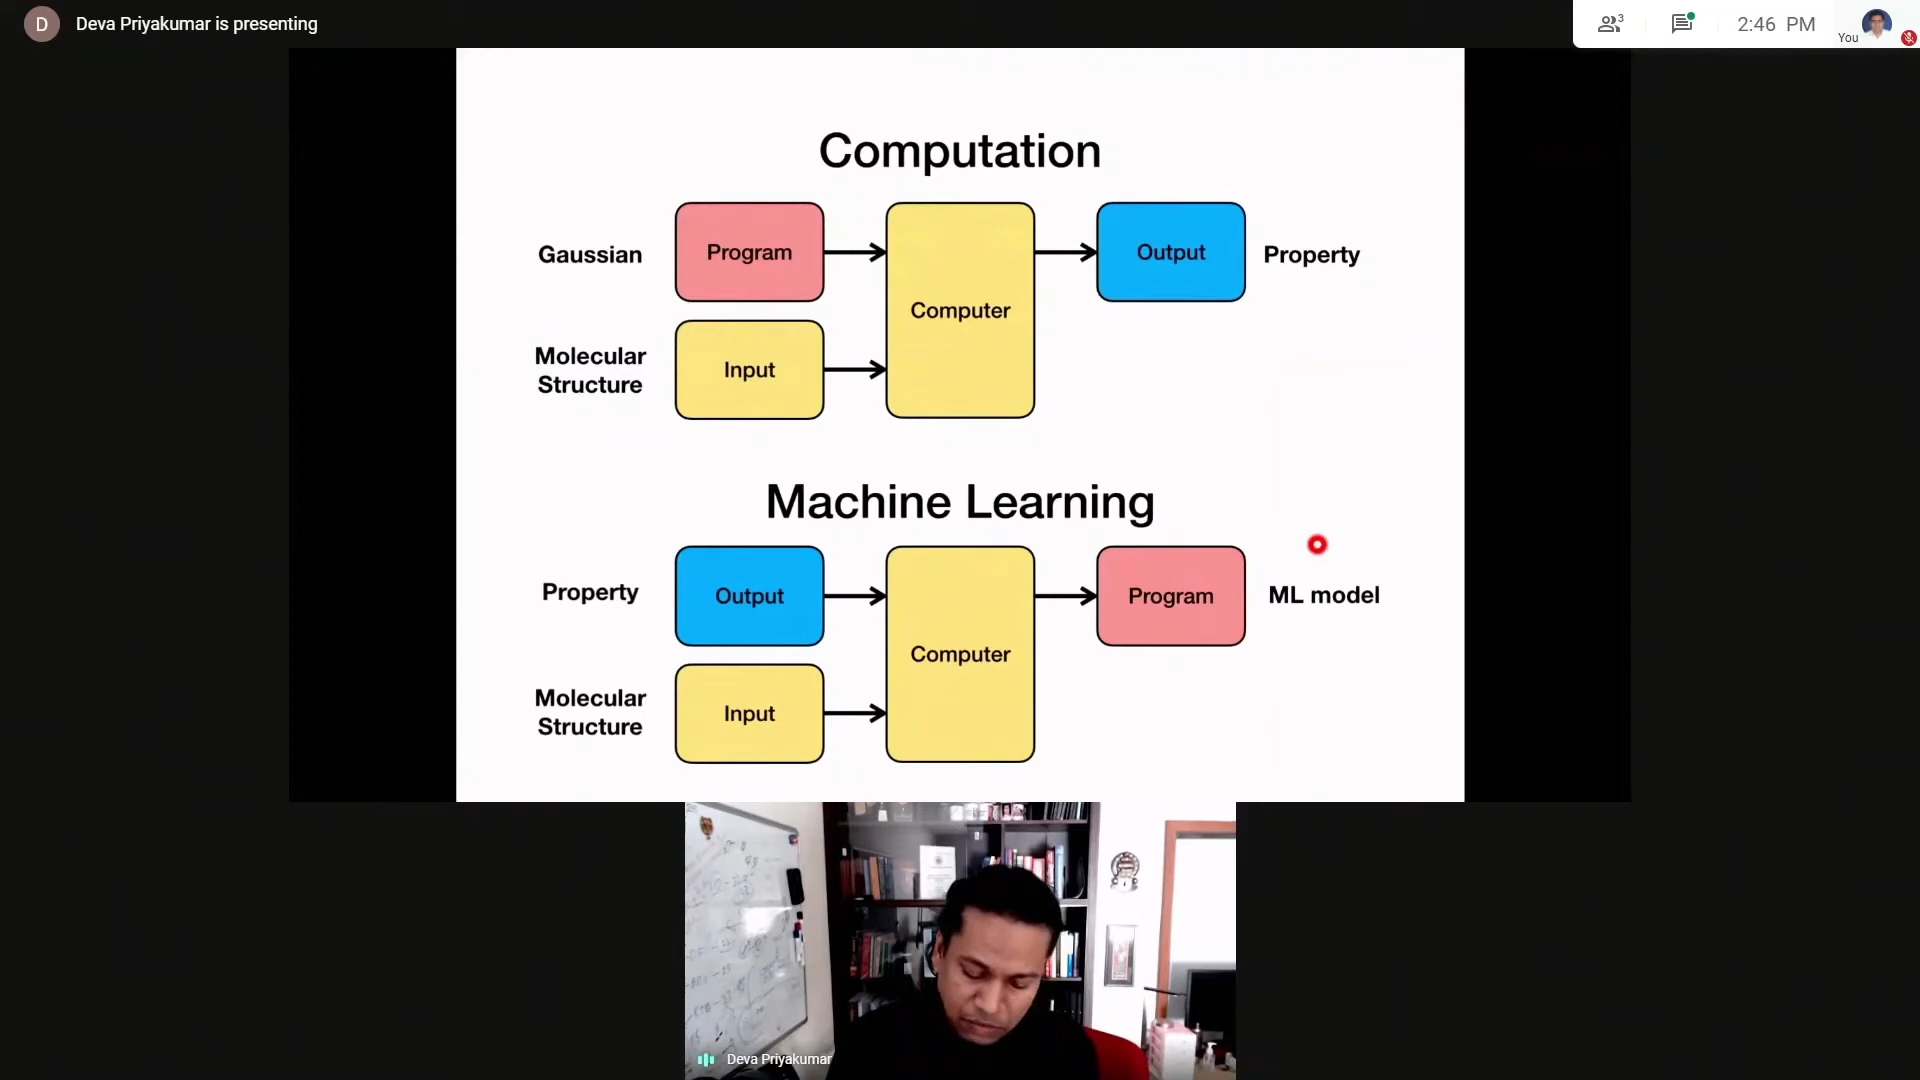 D
Deva Priyakumar is presenting
3
2:46 PM
You
Computation
Gaussian
Program
Computer
Output
Property
Molecular
Structure
Input
Machine Learning
Property
Output
Computer
Program
ML model
Molecular
Structure
Input
Deva Priyakumar